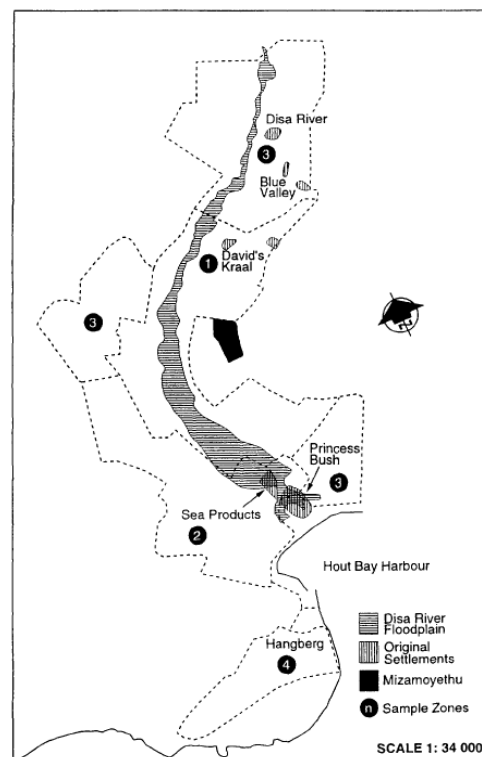 Disa River
3
Blue
Valley
David's
Kraal
1
3
Princess
Bush
3
Sea Products
2
Hout Bay Harbour
Hangberg
4
Disa River
Floodplain
Original
Settlements
Mizamoyethu
n Sample Zones
SCALE 1: 34 000